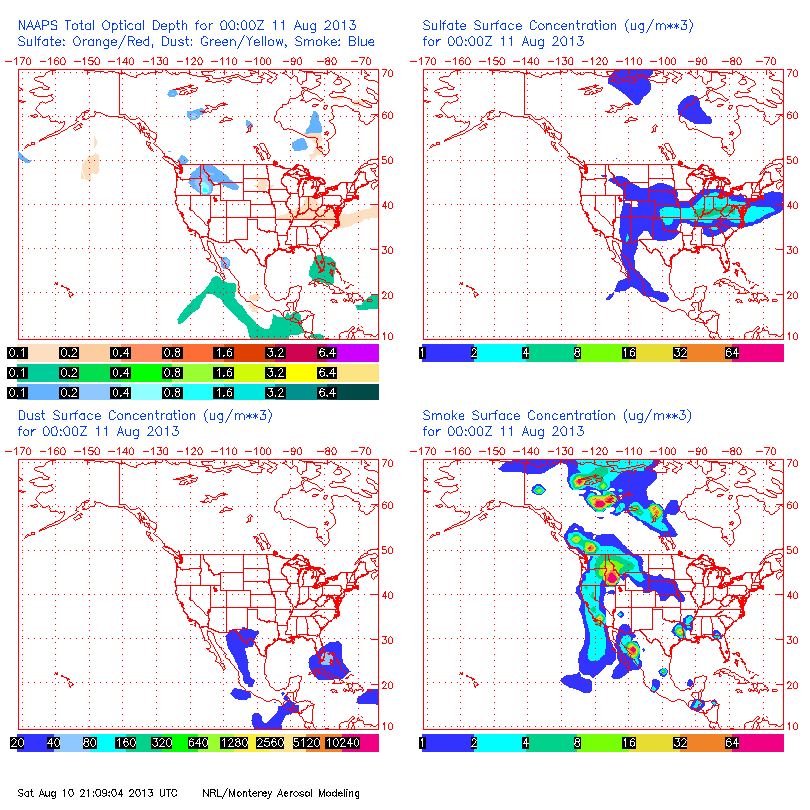 NAAPS Total Optical Depth for 00:00Z 11 Aug 2013
Sulfate: Orange/Red, Dust: Green/Yellow, Smoke: Blue
-170 -160 -150 -140 -130 -120 -110 -100 -90 -80 -70
70
60
50
40
30
20
10
0.1 0.2 0.4 0.8 1.6 3.2 6.4
0.1 0.2 0.4 0.8 1.6 3.2 6.4
0.1 0.2 0.4 0.8 1.6 3.2 6.4
Sulfate Surface Concentration (ug/m**3)
for 00:00Z 11 Aug 2013
-170 -160 -150 -140 -130 -120 -110 -100 -90 -80 -70
70
60
50
40
30
20
10
1 2 4 8 16 32 64
Dust Surface Concentration (ug/m**3)
for 00:00Z 11 Aug 2013
-170 -160 -150 -140 -130 -120 -110 -100 -90 -80 -70
70
60
50
40
30
20
10
20 40 80 160 320 640 1280 2560 5120 10240
Smoke Surface Concentration (ug/m**3)
for 00:00Z 11 Aug 2013
-170 -160 -150 -140 -130 -120 -110 -100 -90 -80 -70
70
60
50
40
30
20
10
1 2 4 8 16 32 64
Sat Aug 10 21:09:04 2013 UTC NRL/Monterey Aerosol Modeling